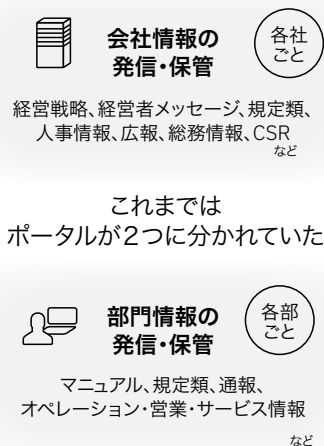 会社情報の
発信・保管
各社
ごと
経営戦略、経営者メッセージ、規定類、
人事情報、広報、総務情報、CSR
など
これまでは
ポータルが2つに分かれていた
部門情報の
発信・保管
各部
ごと
マニュアル、規定類、通報、
オペレーション・営業・サービス情報
など